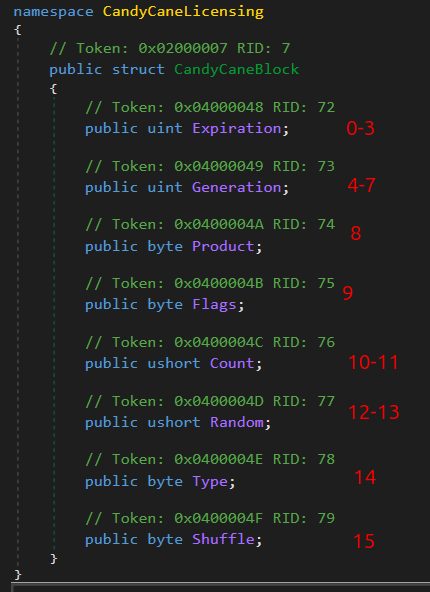 namespace CandyCaneLicensing
{
// Token: 0x02000007 RID: 7
public struct CandyCaneBlock
{
// Token: 0x04000048 RID: 72
public uint Expiration; 0-3
// Token: 0x04000049 RID: 73
public uint Generation; 4-7
// Token: 0x0400004A RID: 74
public byte Product; 8
// Token: 0x0400004B RID: 75
public byte Flags; 9
// Token: 0x0400004C RID: 76
public ushort Count; 10-11
// Token: 0x0400004D RID: 77
public ushort Random; 12-13
// Token: 0x0400004E RID: 78
public byte Type; 14
// Token: 0x0400004F RID: 79
public byte Shuffle; 15
}
}